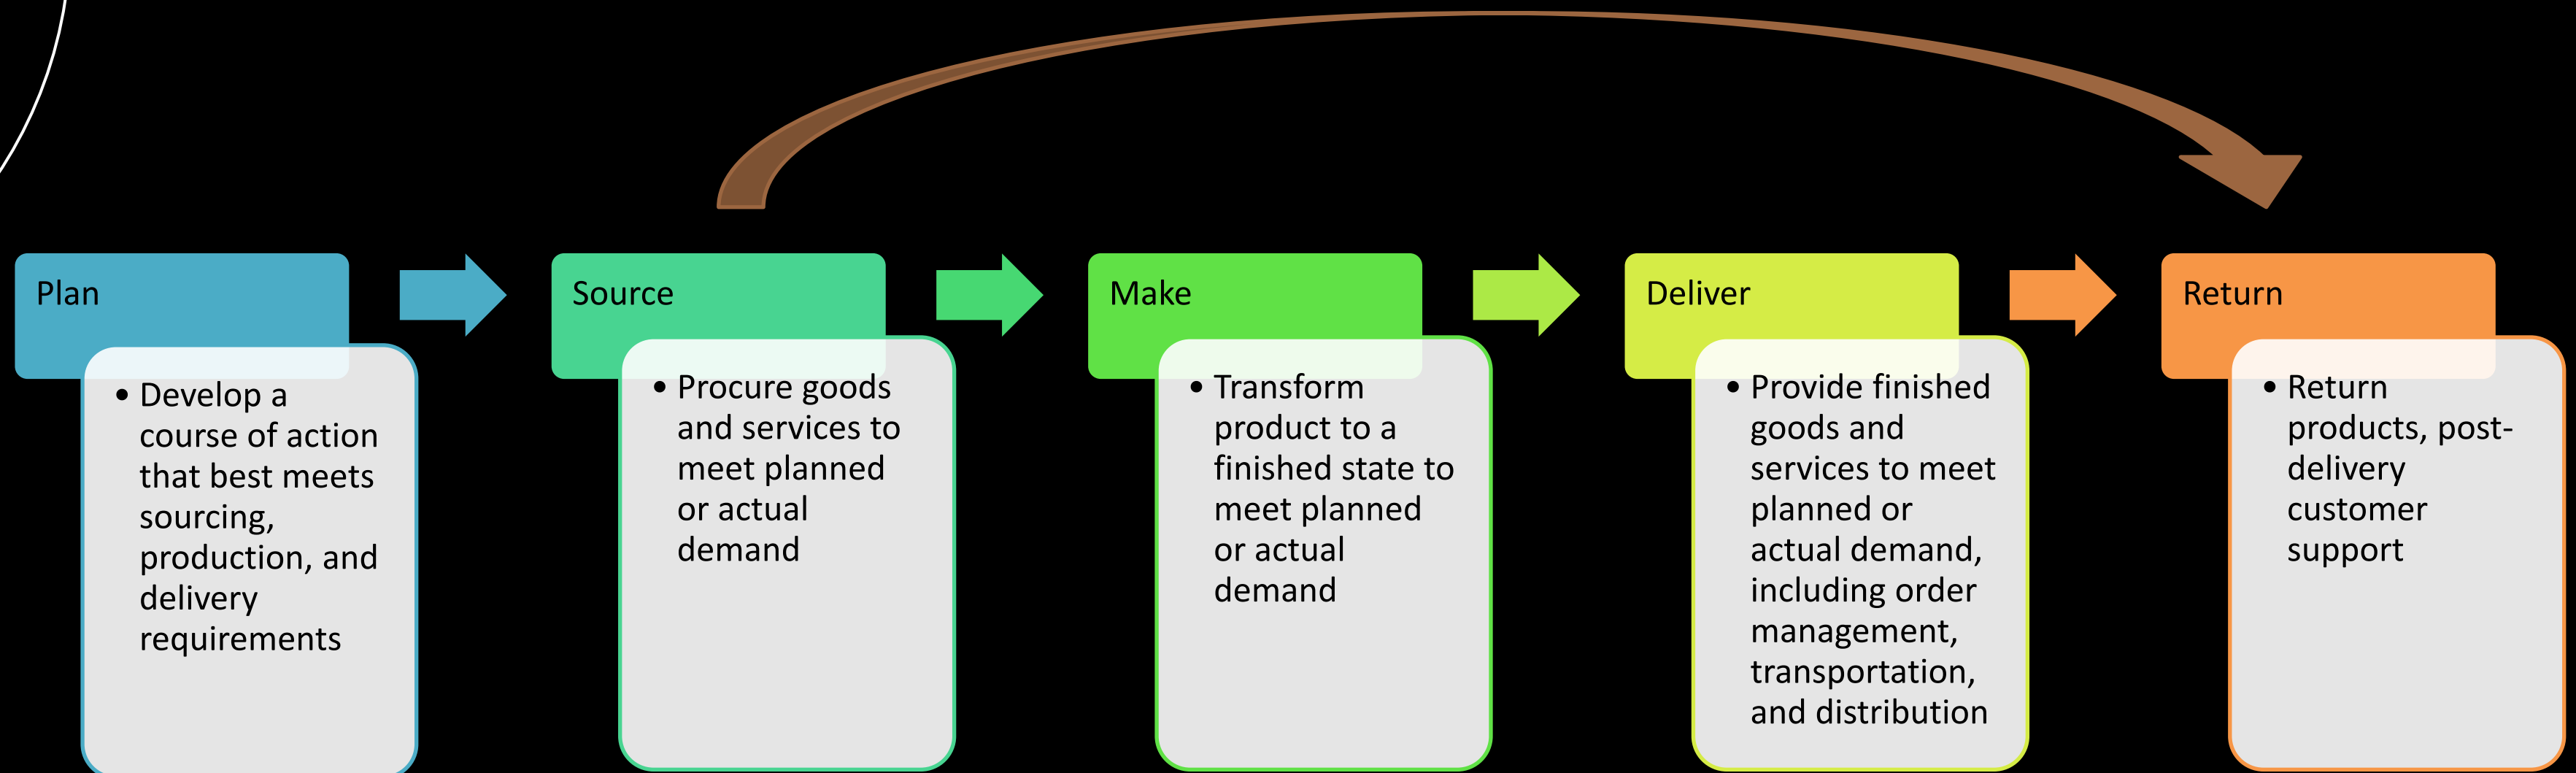 Plan
• Develop a
course of action
that best meets
sourcing,
production, and
delivery
requirements
Source
• Procure goods
and services to
meet planned
or actual
demand
Make
• Transform
product to a
finished state to
meet planned
or actual
demand
Deliver
• Provide finished
goods and
services to meet
planned or
actual demand,
including order
management,
transportation,
and distribution
Return
• Return
products, post-
delivery
customer
support